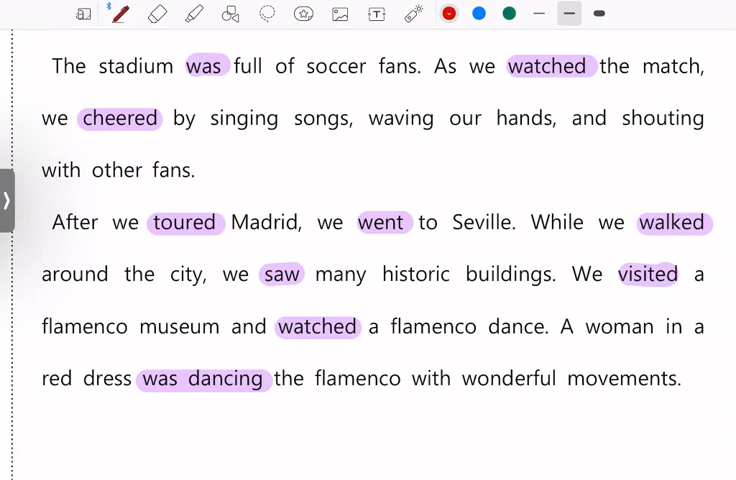 The stadium was full of soccer fans. As we watched the match,
we cheered by singing songs, waving our hands, and shouting
with other fans.
After we toured Madrid, we went to Seville. While we walked
around the city, we saw many historic buildings. We visited a
flamenco museum and watched a flamenco dance. A woman in a
red dress was dancing the flamenco with wonderful movements.